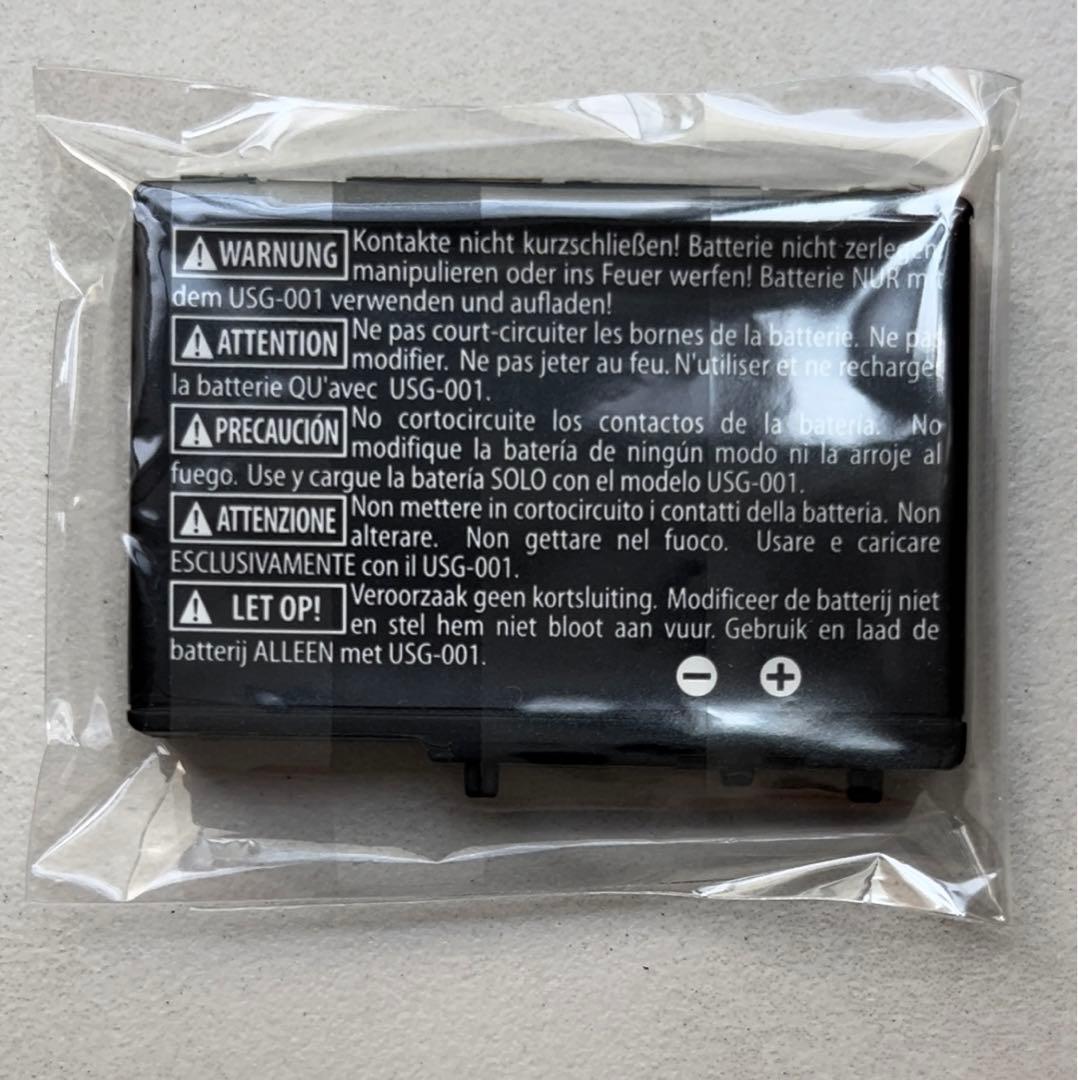 WARNUNG Kontakte nicht kurzschließen! Batterie nicht zerlegen
manipulieren oder ins Feuer werfen! Batterie NUR mit
dem USG-001 verwenden und aufladen!
ATTENTION Ne pas court-circuiter les bornes de la batterie. Ne pas
modifier. Ne pas jeter au feu. N'utiliser et ne recharger
la batterie QU'avec USG-001.
PRECAUCIÓN No cortocircuite los contactos de la batería. No
modifique la batería de ningún modo ni la arroje al
fuego. Use y cargue la batería SOLO con el modelo USG-001.
ATTENZIONE Non mettere in cortocircuito i contatti della batteria. Non
alterare. Non gettare nel fuoco. Usare e caricare
ESCLUSIVAMENTE con il USG-001.
LET OP! Veroorzaak geen kortsluiting. Modificeer de batterij niet
en stel hem niet bloot aan vuur. Gebruik en laad de
batterij ALLEEN met USG-001.
− +